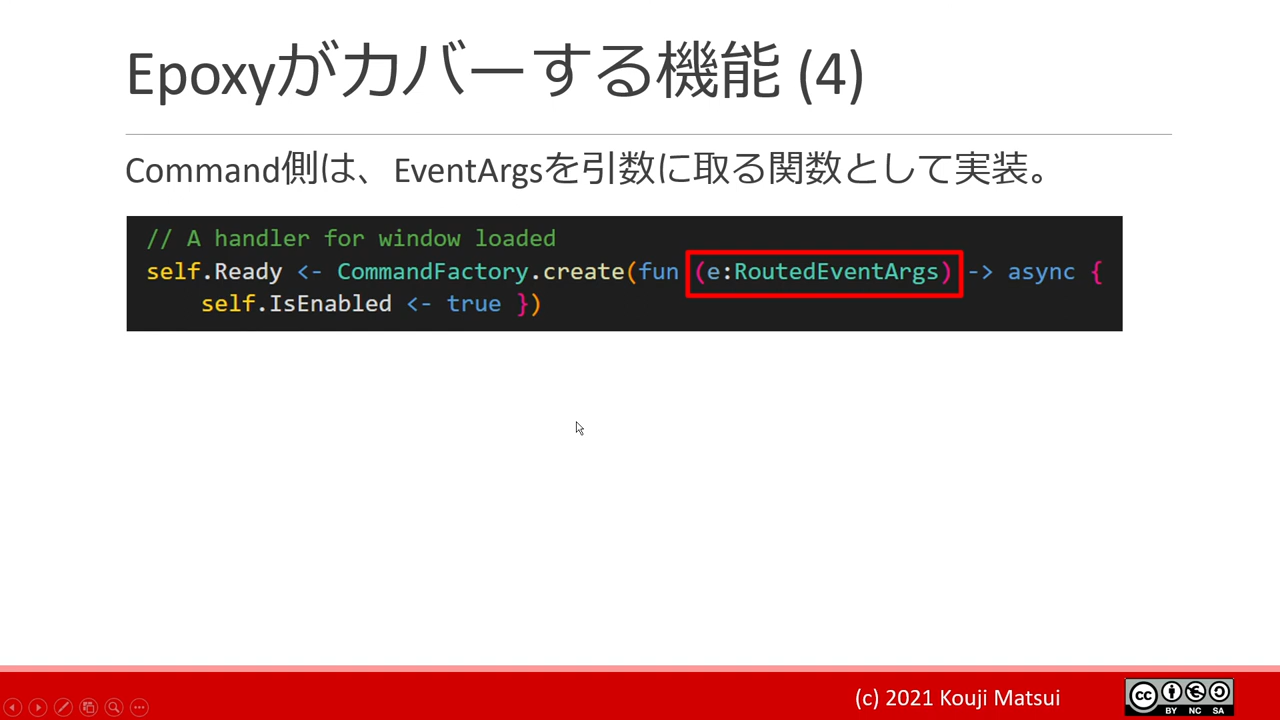 Epoxyがカバーする機能 (4)
Command側は、EventArgsを引数に取る関数として実装。
// A handler for window loaded
self.Ready <- CommandFactory.create(fun (e:RoutedEventArgs) -> async {
self.IsEnabled <- true })
(c) 2021 Kouji Matsui
cc
BY NC SA